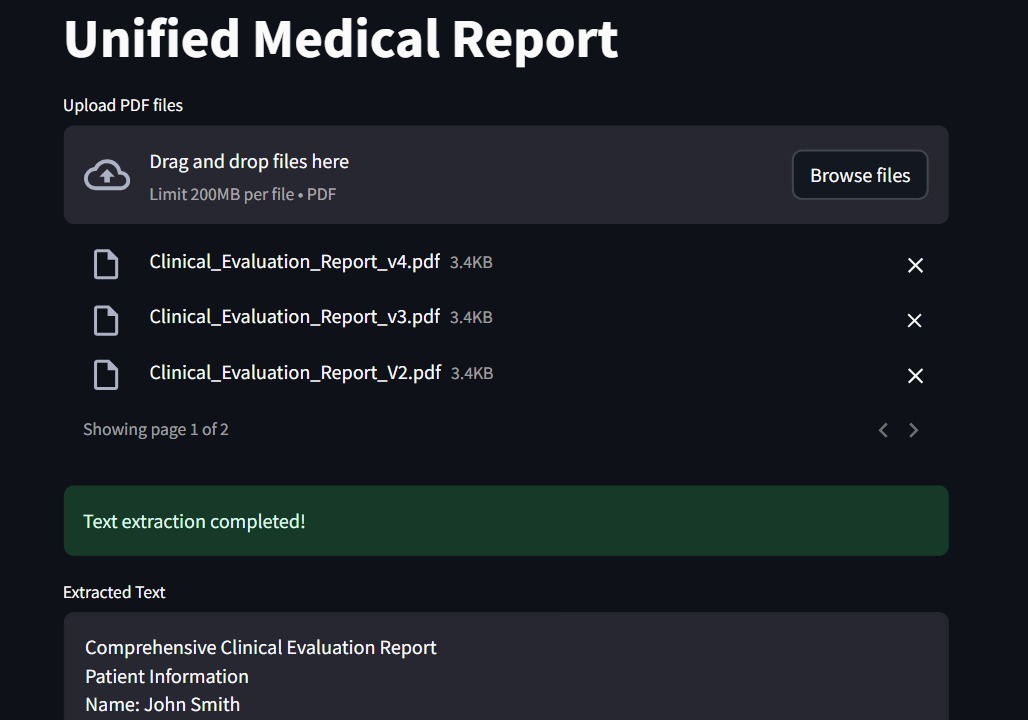 Unified Medical Report
Upload PDF files
Drag and drop files here
Limit 200MB per file • PDF
Browse files
Clinical_Evaluation_Report_v4.pdf 3.4KB
Clinical_Evaluation_Report_v3.pdf 3.4KB
Clinical_Evaluation_Report_V2.pdf 3.4KB
Showing page 1 of 2
Text extraction completed!
Extracted Text
Comprehensive Clinical Evaluation Report
Patient Information
Name: John Smith